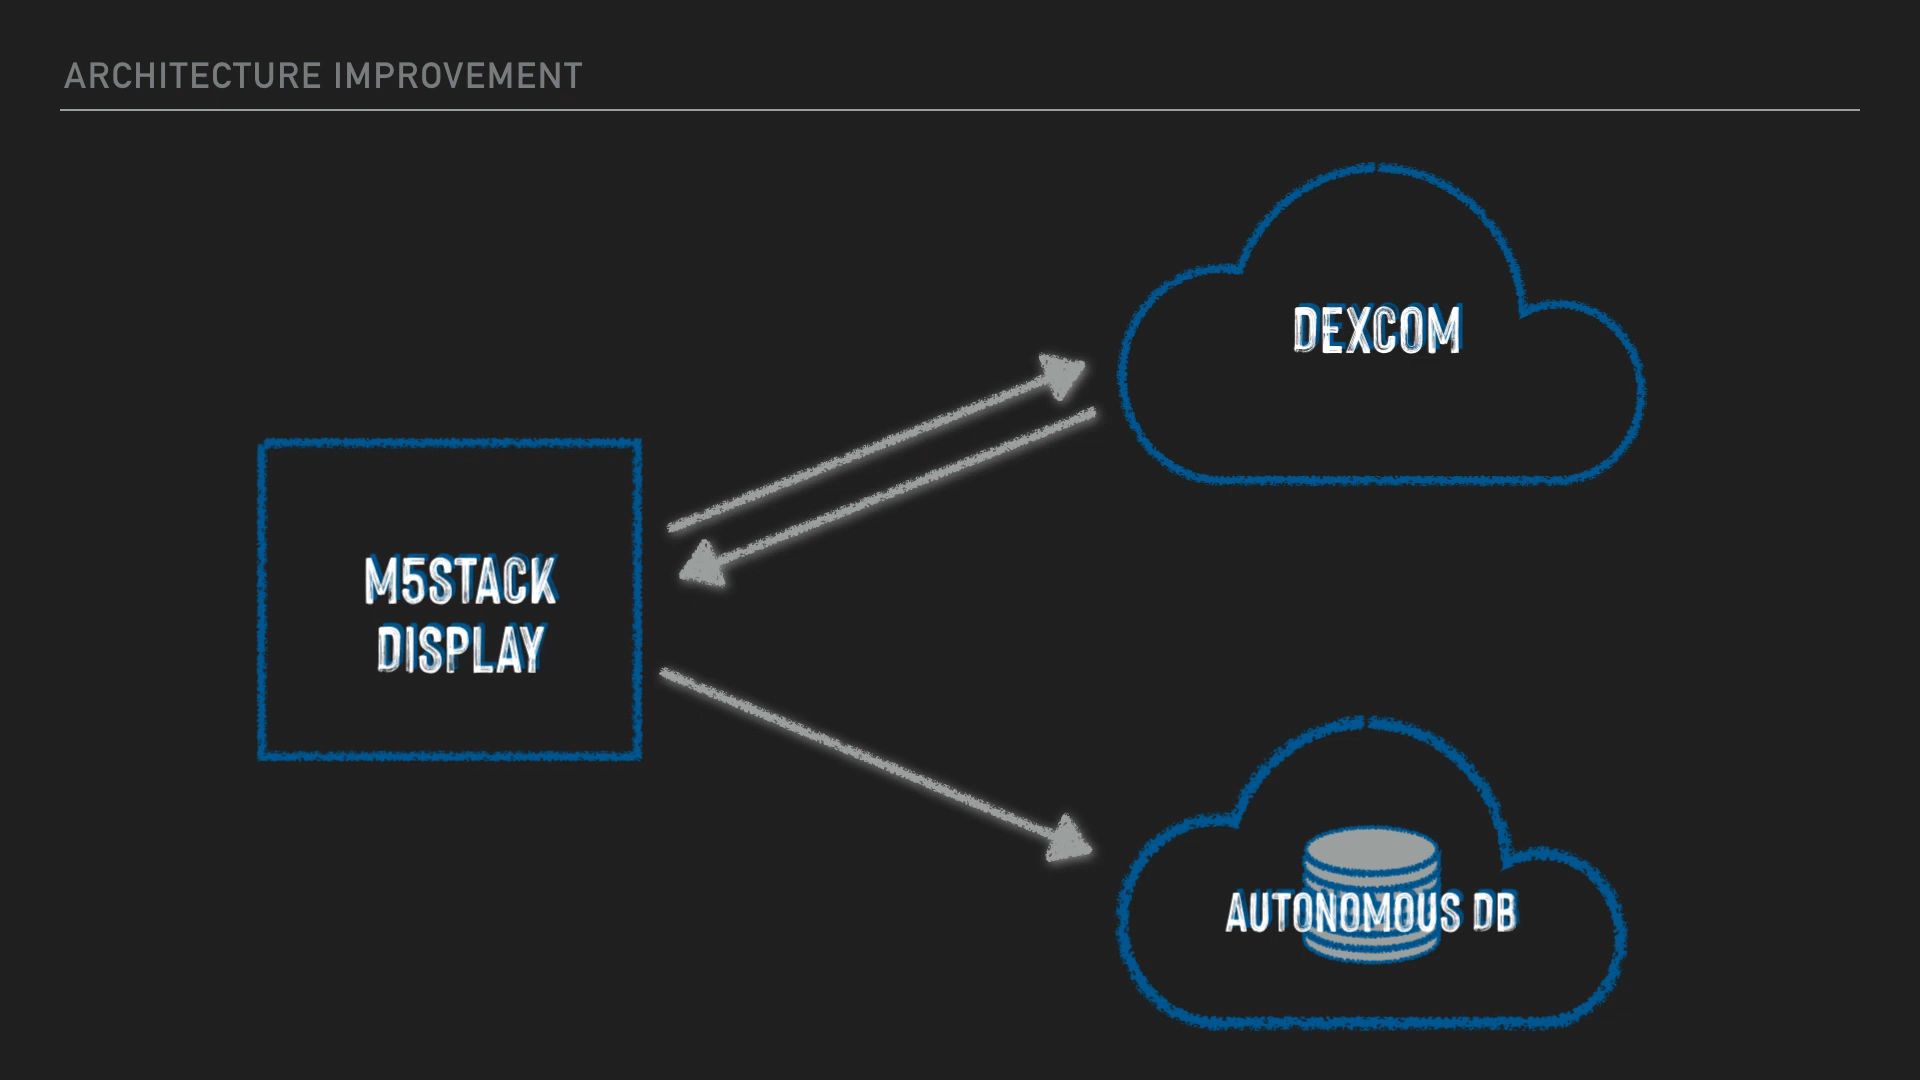 ARCHITECTURE IMPROVEMENT
DEXCOM
M5STACK
DISPLAY
AUTONOMOUS DB